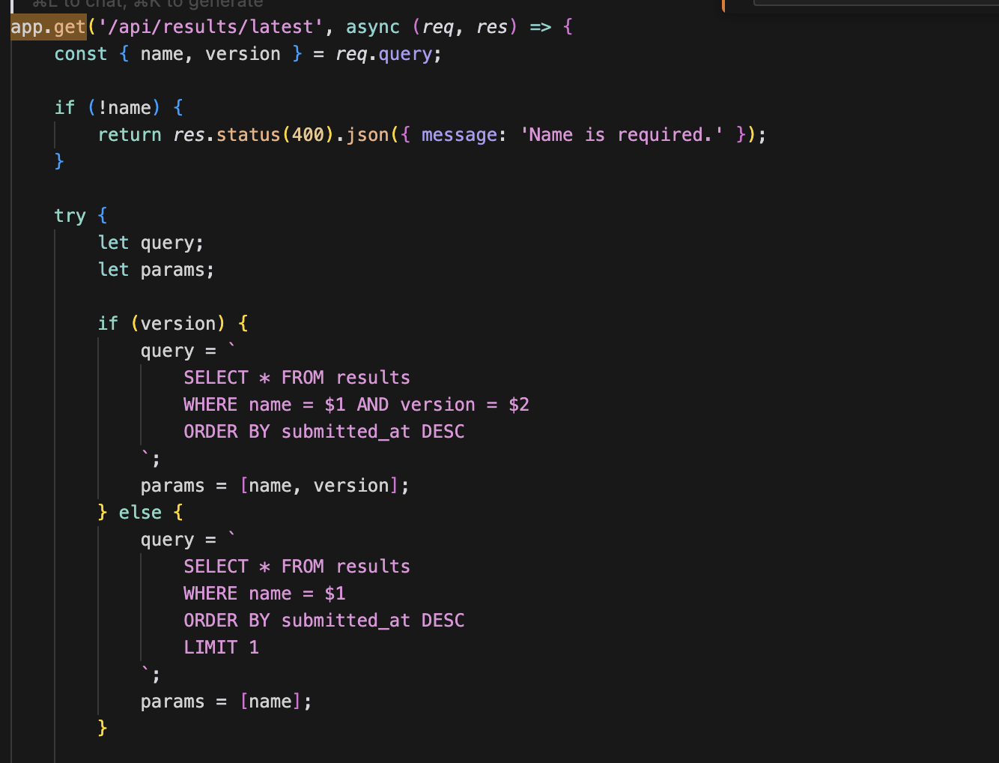 ⌘L to chat, ⌘K to generate
app.get('/api/results/latest', async (req, res) => {
    const { name, version } = req.query;

    if (!name) {
        return res.status(400).json({ message: 'Name is required.' });
    }

    try {
        let query;
        let params;

        if (version) {
            query = `
                SELECT * FROM results
                WHERE name = $1 AND version = $2
                ORDER BY submitted_at DESC
            `;
            params = [name, version];
        } else {
            query = `
                SELECT * FROM results
                WHERE name = $1
                ORDER BY submitted_at DESC
                LIMIT 1
            `;
            params = [name];
        }